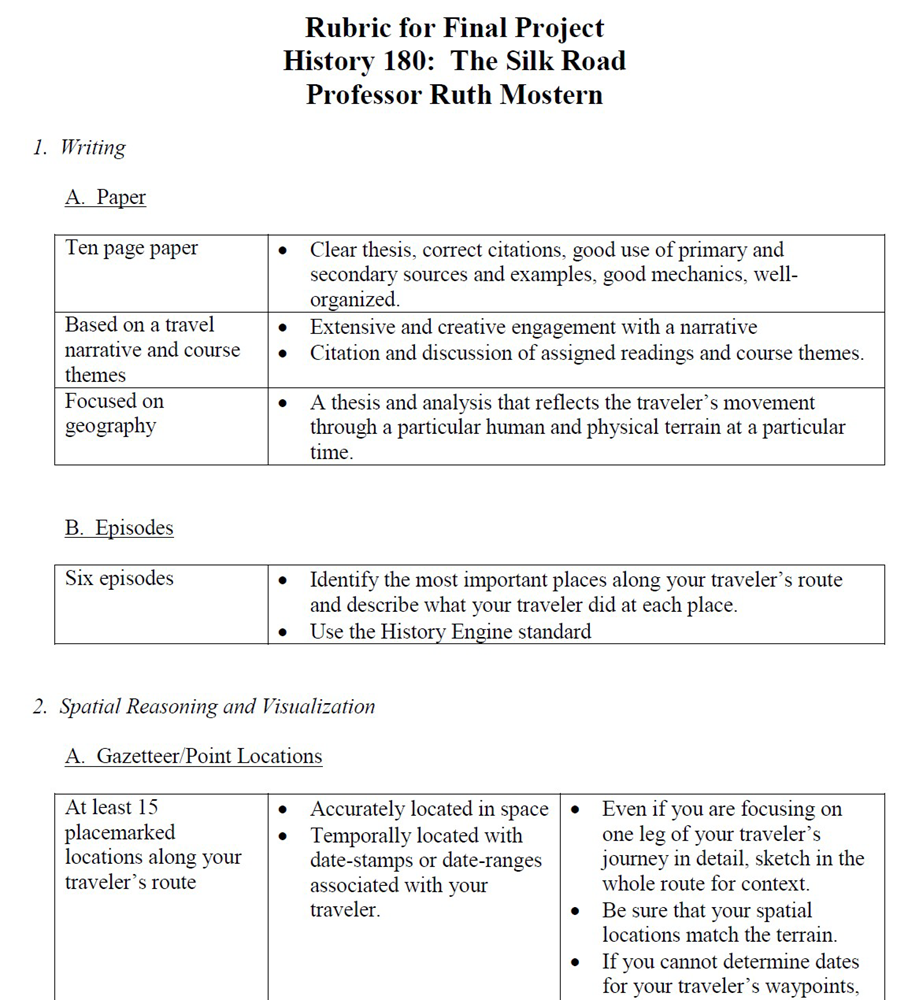 Rubric for Final Project
History 180:  The Silk Road
Professor Ruth Mostern
1.  Writing
A.  Paper
Ten page paper
• Clear thesis, correct citations, good use of primary and
secondary sources and examples, good mechanics, well-
organized.
Based on a travel
narrative and course
themes
• Extensive and creative engagement with a narrative
• Citation and discussion of assigned readings and course themes.
Focused on
geography
• A thesis and analysis that reflects the traveler’s movement
through a particular human and physical terrain at a particular
time.
B.  Episodes
Six episodes
• Identify the most important places along your traveler’s route
and describe what your traveler did at each place.
• Use the History Engine standard
2.  Spatial Reasoning and Visualization
A.  Gazetteer/Point Locations
At least 15
placemarked
locations along your
traveler’s route
• Accurately located in space
• Temporally located with
date-stamps or date-ranges
associated with your
traveler.
• Even if you are focusing on
one leg of your traveler’s
journey in detail, sketch in the
whole route for context.
• Be sure that your spatial
locations match the terrain.
• If you cannot determine dates
for your traveler’s waypoints,